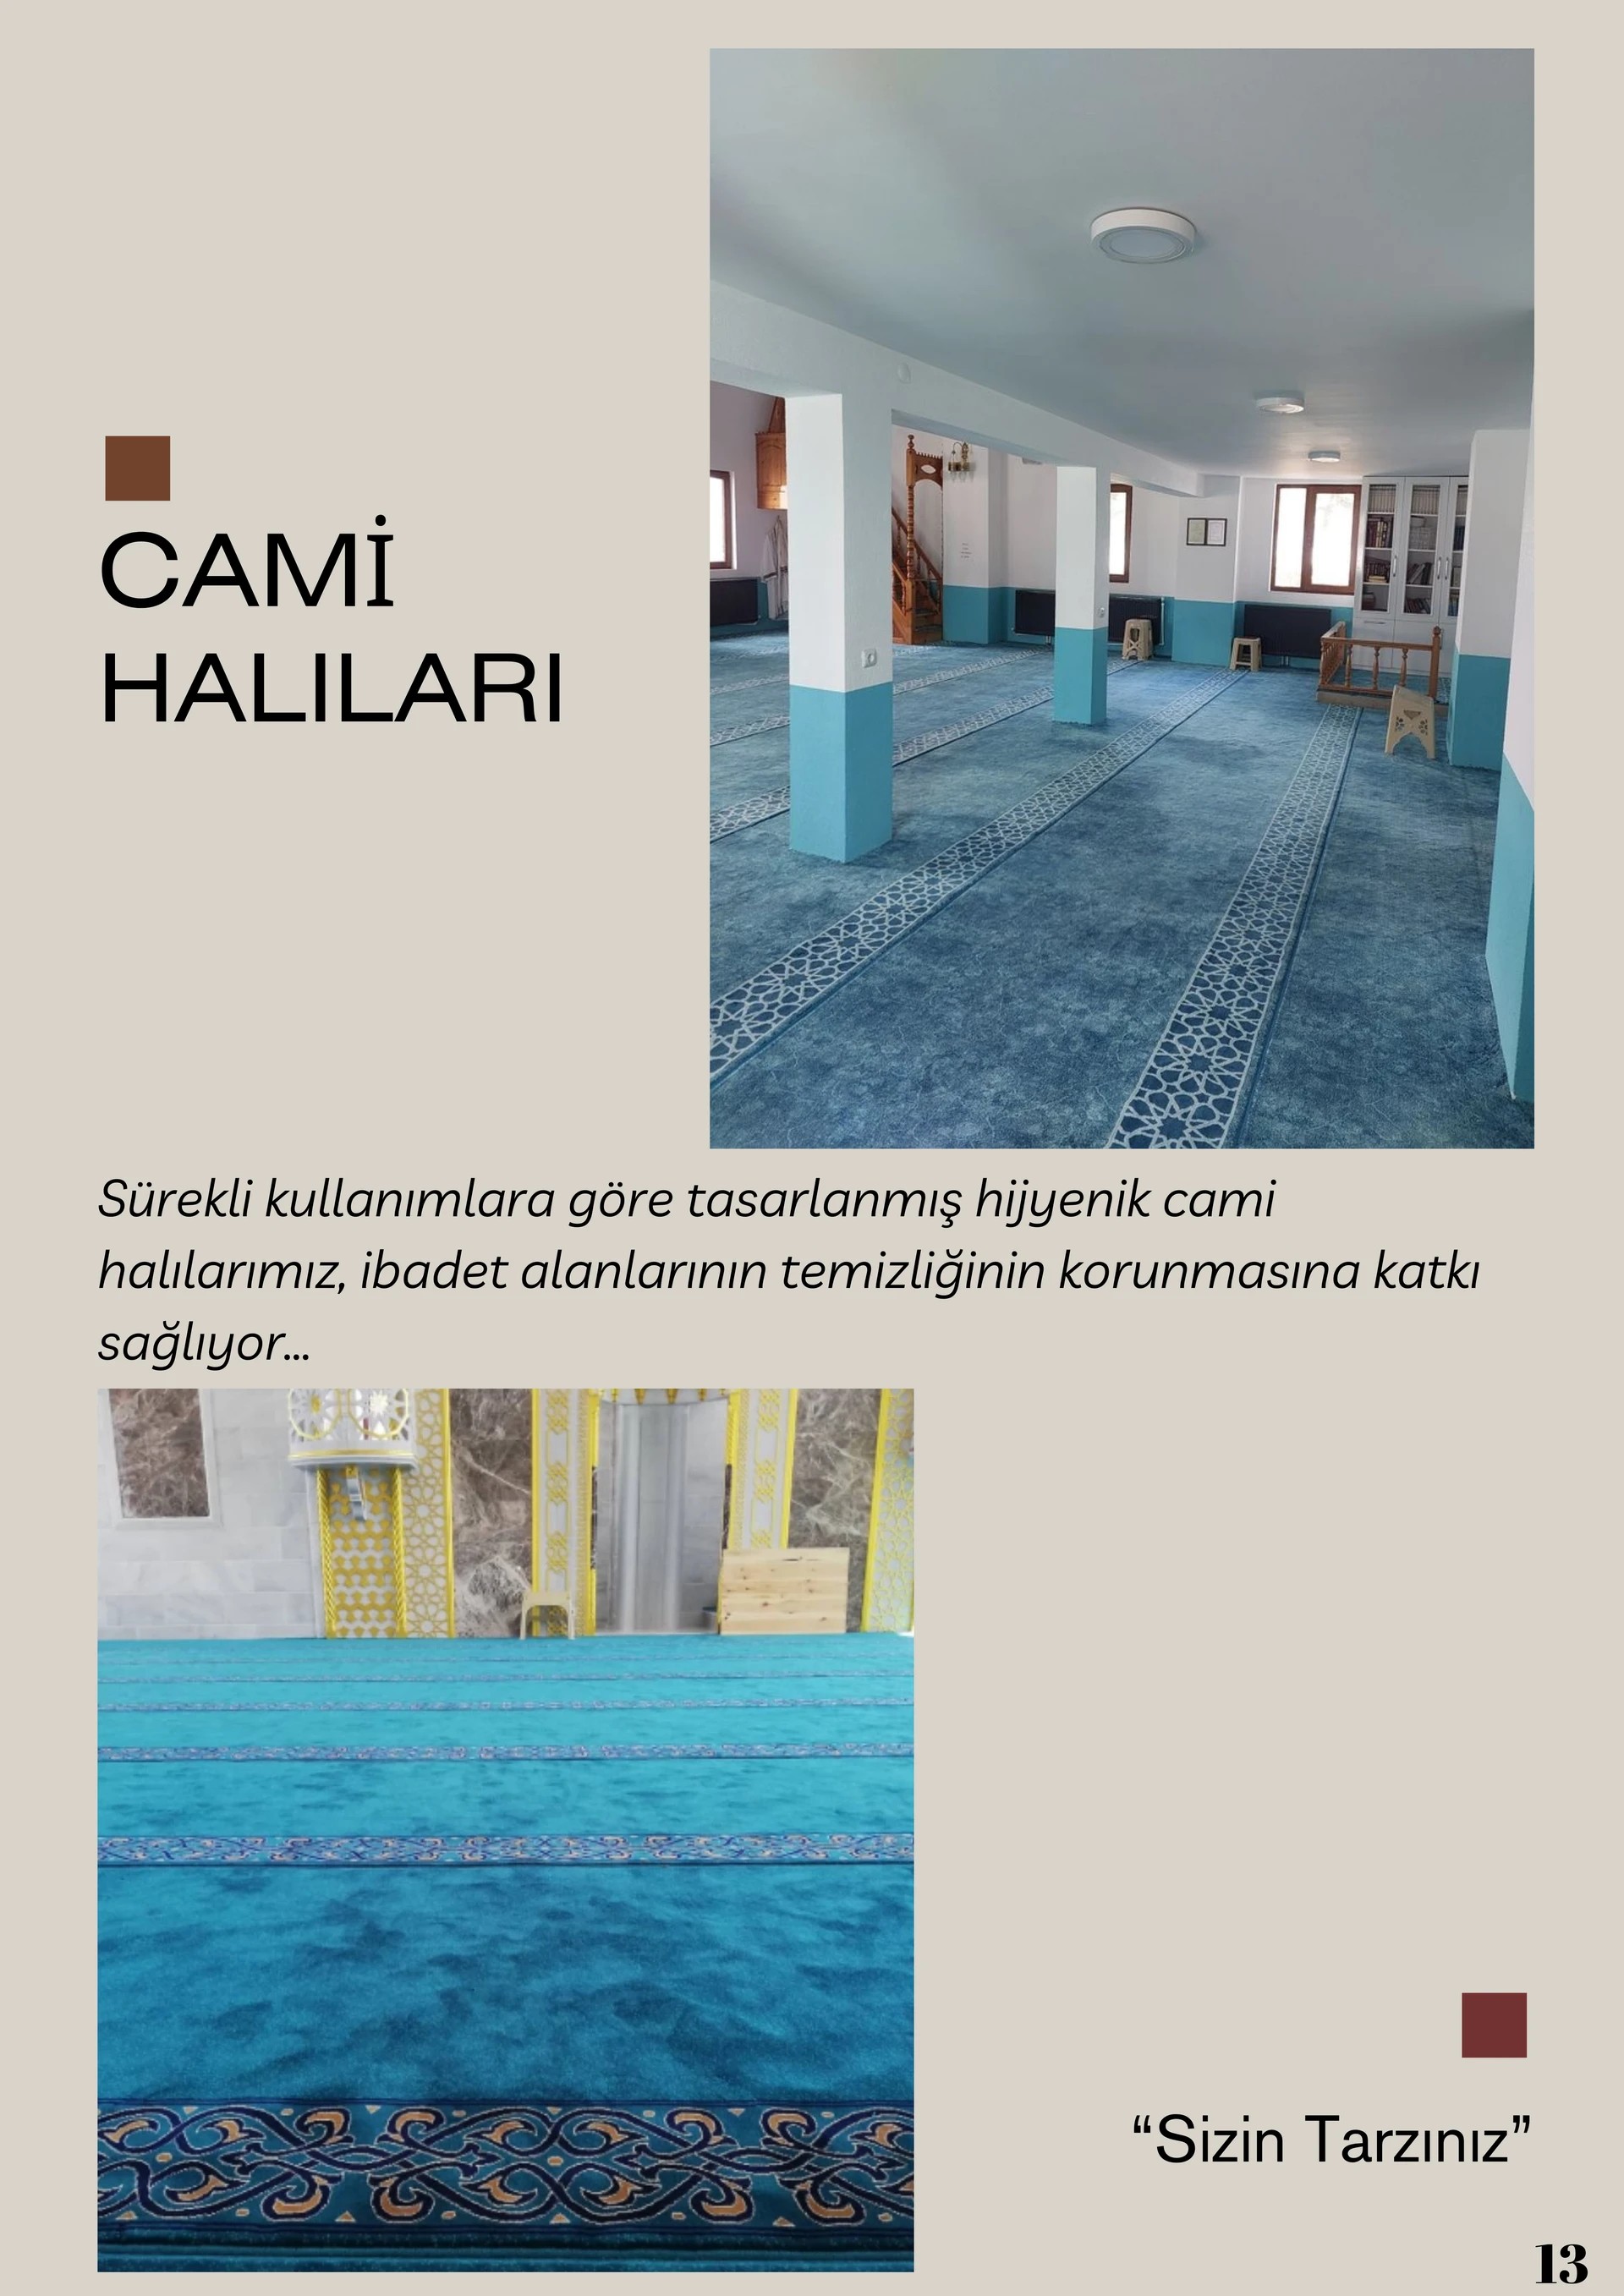 CAMİ
HALILARI
Sürekli kullanımlara göre tasarlanmış hijyenik cami
halılarımız, ibadet alanlarının temizliğinin korunmasına katkı
sağlıyor...
“Sizin Tarzınız”
13